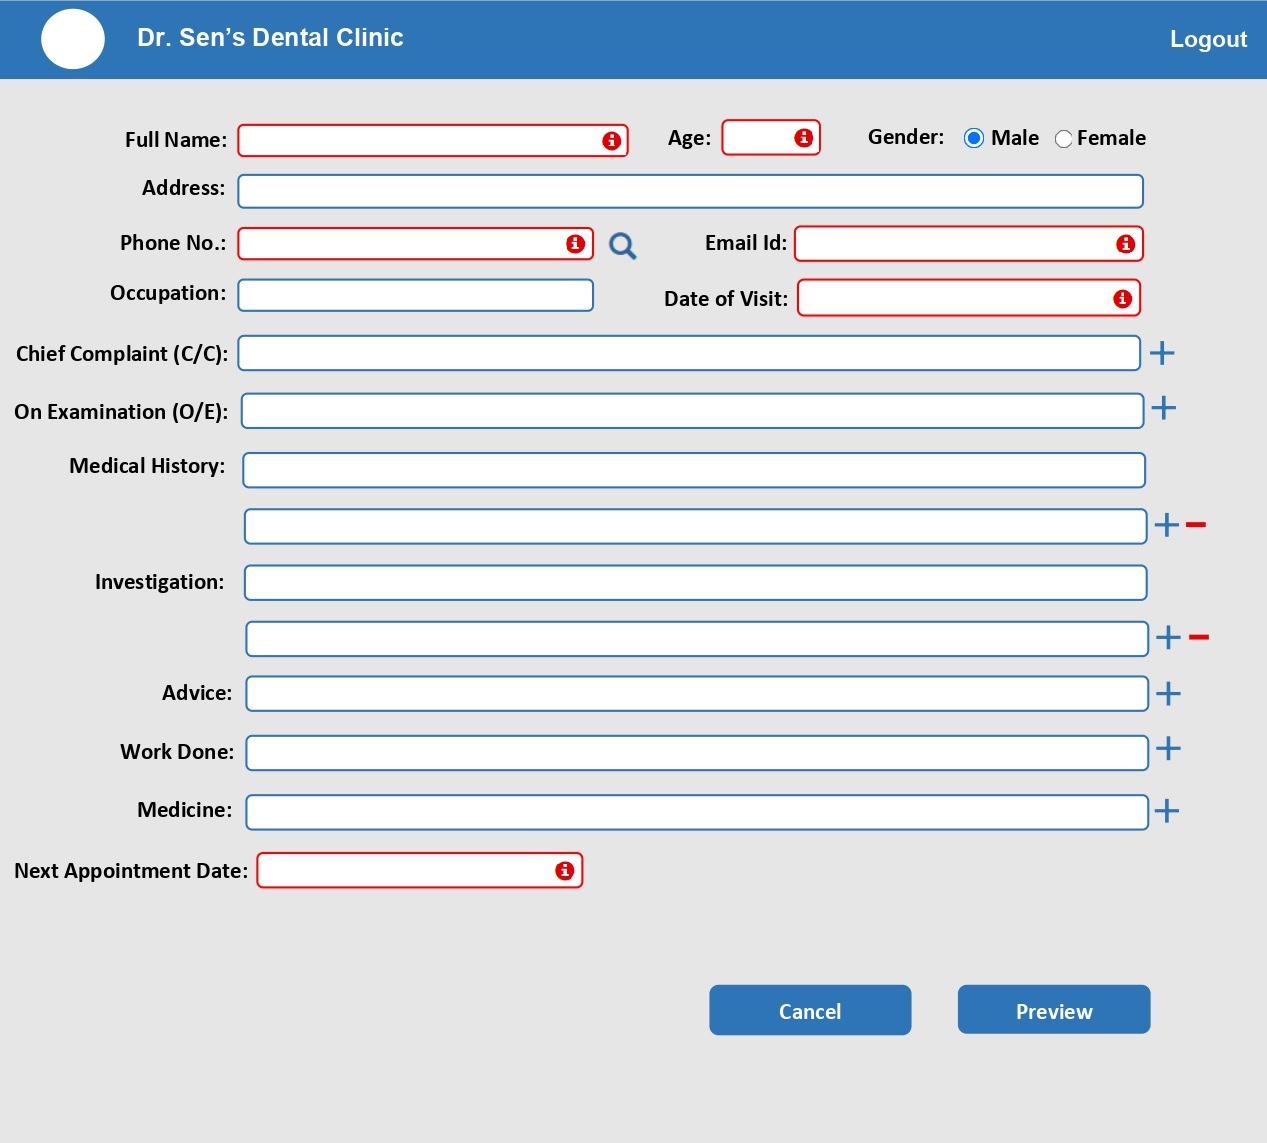 Dr. Sen’s Dental Clinic
Logout
Full Name:
Age:
Gender:
Male
Female
Address:
Phone No.:
Email Id:
Occupation:
Date of Visit:
Chief Complaint (C/C):
On Examination (O/E):
Medical History:
Investigation:
Advice:
Work Done:
Medicine:
Next Appointment Date:
Cancel
Preview